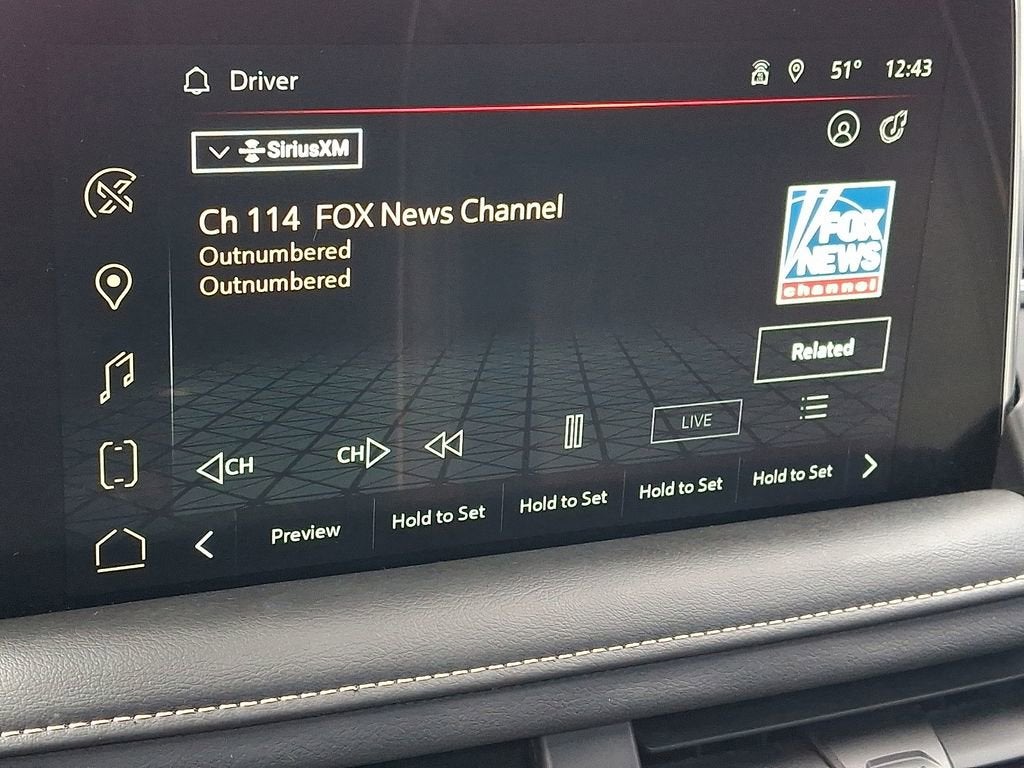 Driver
51° 12:43
SiriusXM
Ch 114 FOX News Channel
Outnumbered
Outnumbered
FOX
NEWS
channel
Related
CH
CH
LIVE
Preview
Hold to Set
Hold to Set
Hold to Set
Hold to Set